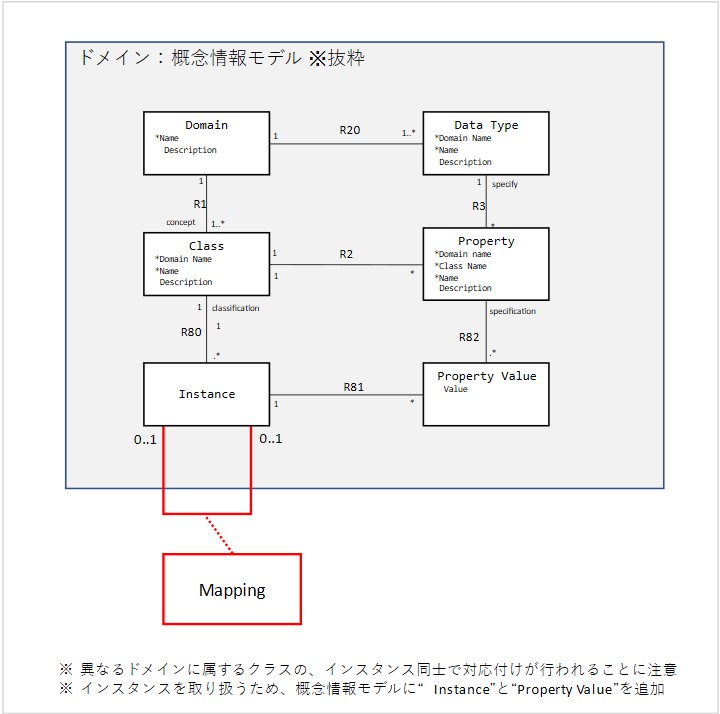 ドメイン：概念情報モデル ※抜粋
Domain
*Name
Description
1
R20
1..*
Data Type
*Domain Name
*Name
Description
1
R1
concept
1..*
1
specify
R3
*
Class
*Domain Name
*Name
Description
1
1
R2
*
Property
*Domain name
*Class Name
*Name
Description
1
classification
R80
1
.*
specification
R82
.*
Instance
1
R81
*
Property Value
Value
0..1
0..1
Mapping
※ 異なるドメインに属するクラスの、インスタンス同士で対応付けが行われることに注意
※ インスタンスを取り扱うため、概念情報モデルに“ Instance”と“Property Value”を追加